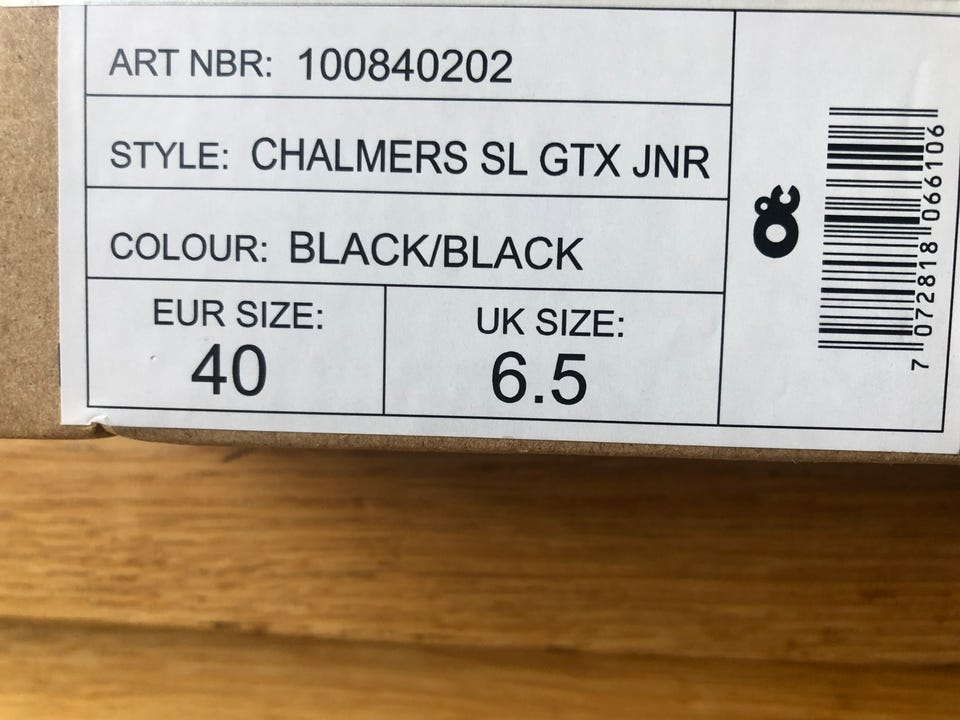 ART NBR: 100840202
STYLE: CHALMERS SL GTX JNR
COLOUR: BLACK/BLACK
EUR SIZE:
40
UK SIZE:
6.5
7 072818 066106